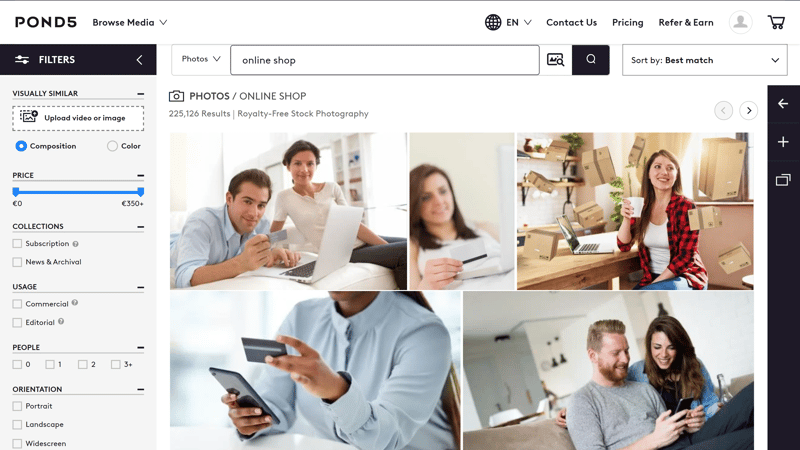 POND5
Browse Media
EN
Contact Us
Pricing
Refer & Earn
FILTERS
Photos
online shop
Sort by: Best match
VISUALLY SIMILAR
Upload video or image
Composition
Color
PRICE
€0
€350+
COLLECTIONS
Subscription ?
News & Archival
USAGE
Commercial ?
Editorial ?
PEOPLE
0
1
2
3+
ORIENTATION
Portrait
Landscape
Widescreen
PHOTOS / ONLINE SHOP
225,126 Results | Royalty-Free Stock Photography